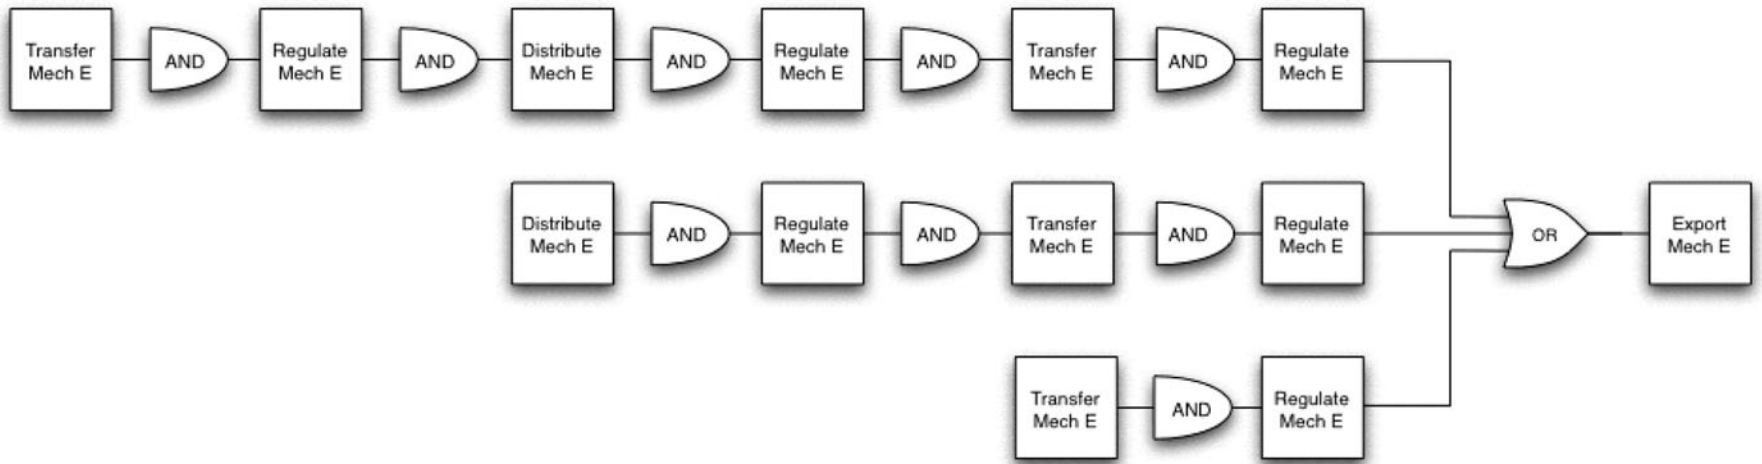 Transfer
Mech E
AND
Regulate
Mech E
AND
Distribute
Mech E
AND
Regulate
Mech E
AND
Transfer
Mech E
AND
Regulate
Mech E
Distribute
Mech E
AND
Regulate
Mech E
AND
Transfer
Mech E
AND
Regulate
Mech E
OR
Export
Mech E
Transfer
Mech E
AND
Regulate
Mech E